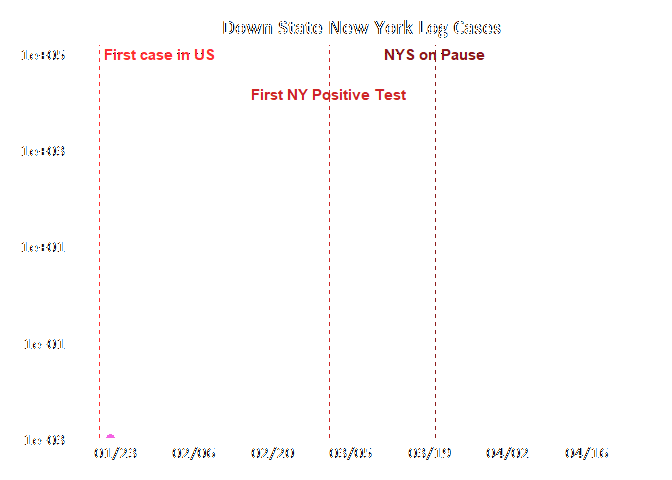 Down State New York Log Cases
1e+05 First case in US NYS on Pause
First NY Positive Test
1e+03
1e+01
1e-01
1e-03
01/23 02/06 02/20 03/05 03/19 04/02 04/16